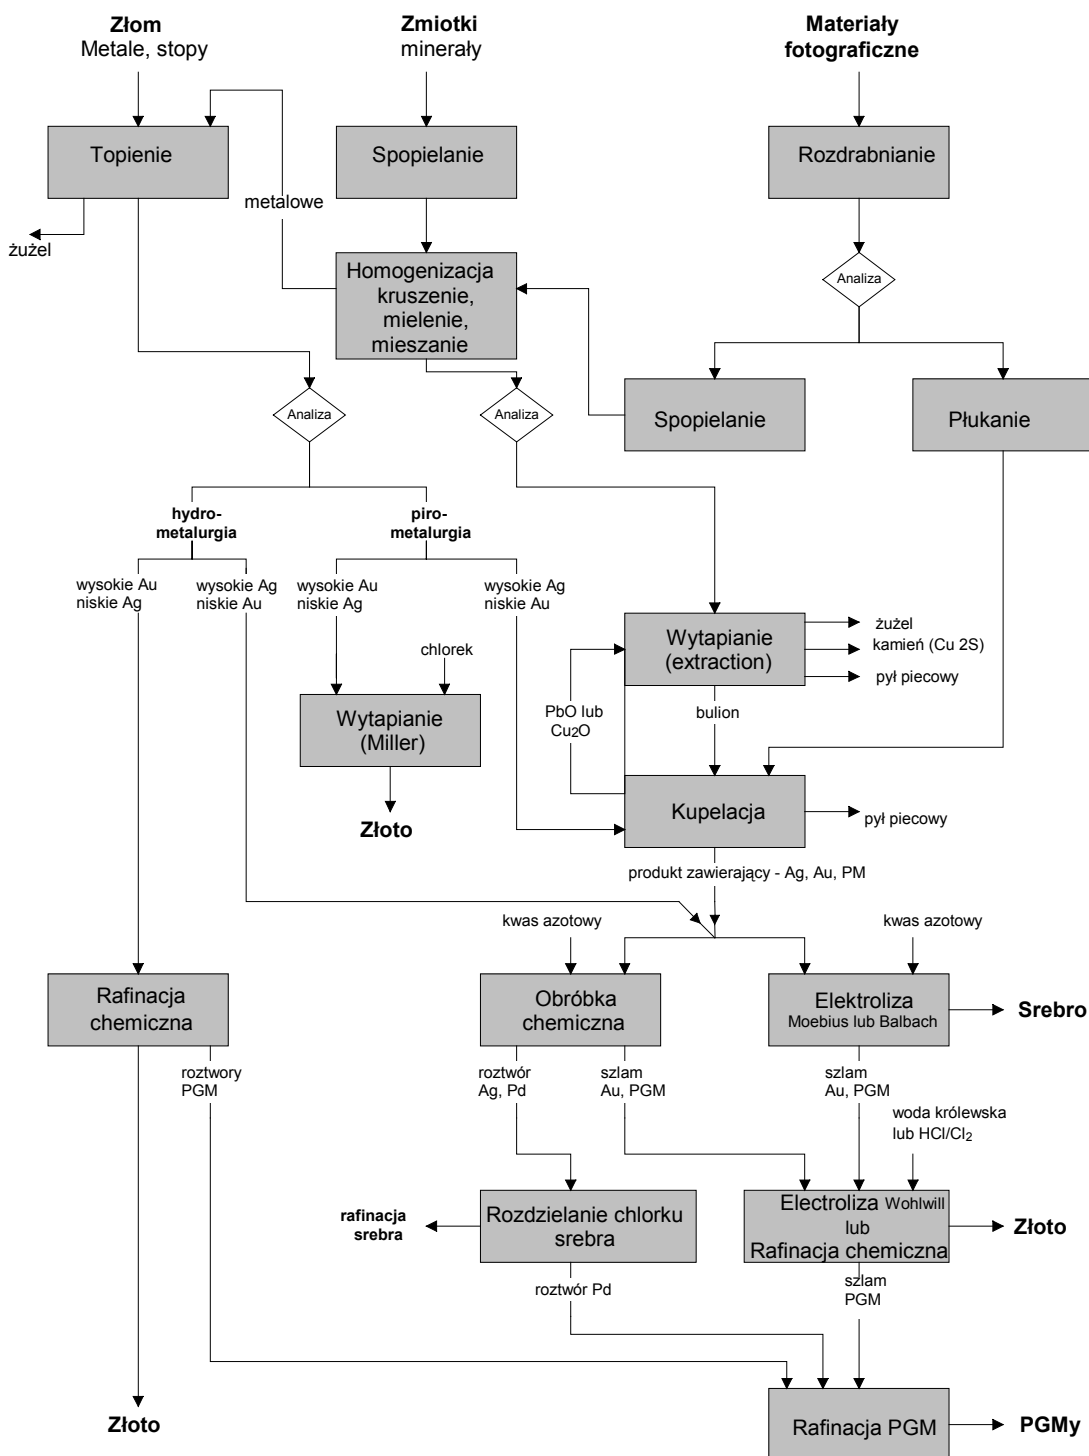 Złom
Metale, stopy
Zmiotki
minerały
Materiały
fotograficzne
Topienie
Spopielanie
Rozdrabnianie
metalowe
żużel
Homogenizacja
kruszenie,
mielenie,
mieszanie
Analiza
Analiza
Analiza
Spopielanie
Płukanie
hydro-
metalurgia
piro-
metalurgia
wysokie Au
niskie Ag
wysokie Ag
niskie Au
wysokie Au
niskie Ag
wysokie Ag
niskie Au
chlorek
Wytapianie
(extraction)
żużel
kamień (Cu 2S)
pył piecowy
PbO lub
Cu2O
bulion
Wytapianie
(Miller)
Złoto
Kupelacja
pył piecowy
produkt zawierający - Ag, Au, PM
kwas azotowy
kwas azotowy
Rafinacja
chemiczna
Obróbka
chemiczna
Elektroliza
Moebius lub Balbach
Srebro
roztwory
PGM
roztwór
Ag, Pd
szlam
Au, PGM
szlam
Au, PGM
woda królewska
lub HCl/Cl2
rafinacja
srebra
Rozdzielanie chlorku
srebra
Electroliza Wohlwill
lub
Rafinacja chemiczna
Złoto
roztwór Pd
szlam
PGM
Złoto
Rafinacja PGM
PGMy